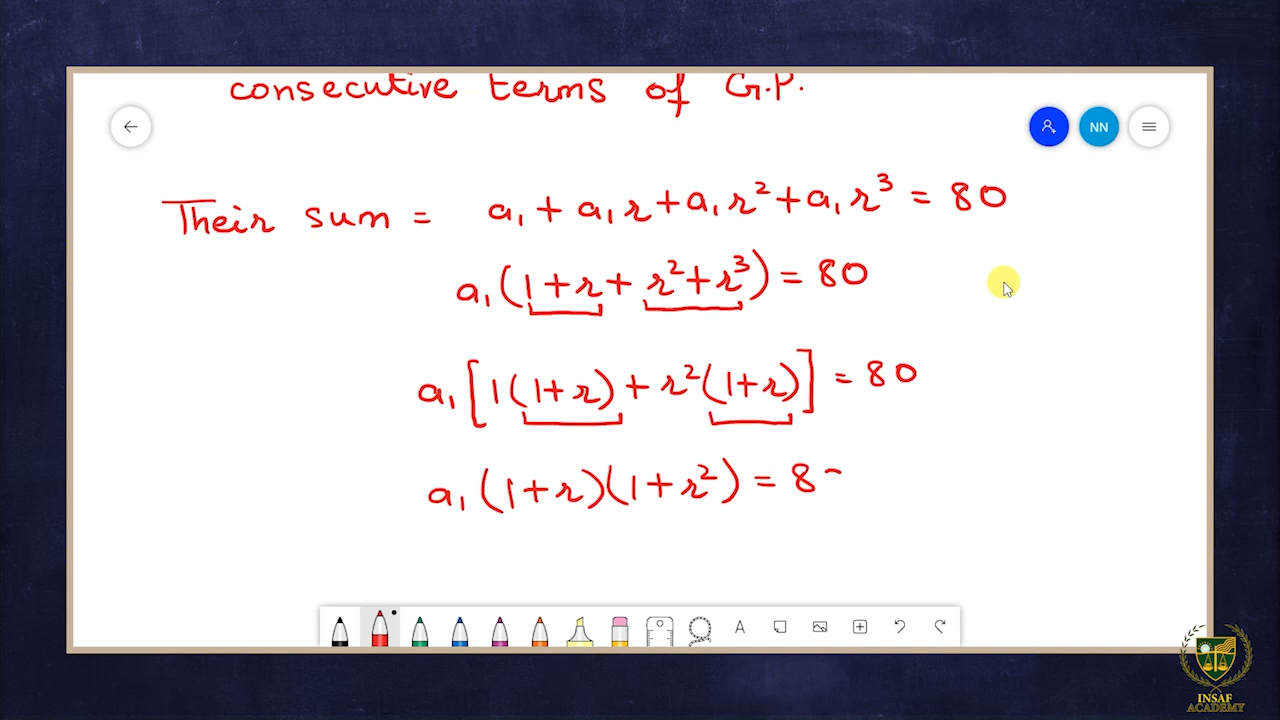 consecutive terms of G.P.
NN
Their sum = a₁ + a₁r + a₁r² + a₁r³ = 80
a₁(1+r + r²+r³) = 80
a₁[1(1+r) + r²(1+r)] = 80
a₁(1+r)(1+r²) = 8
A
INSAF
ACADEMY